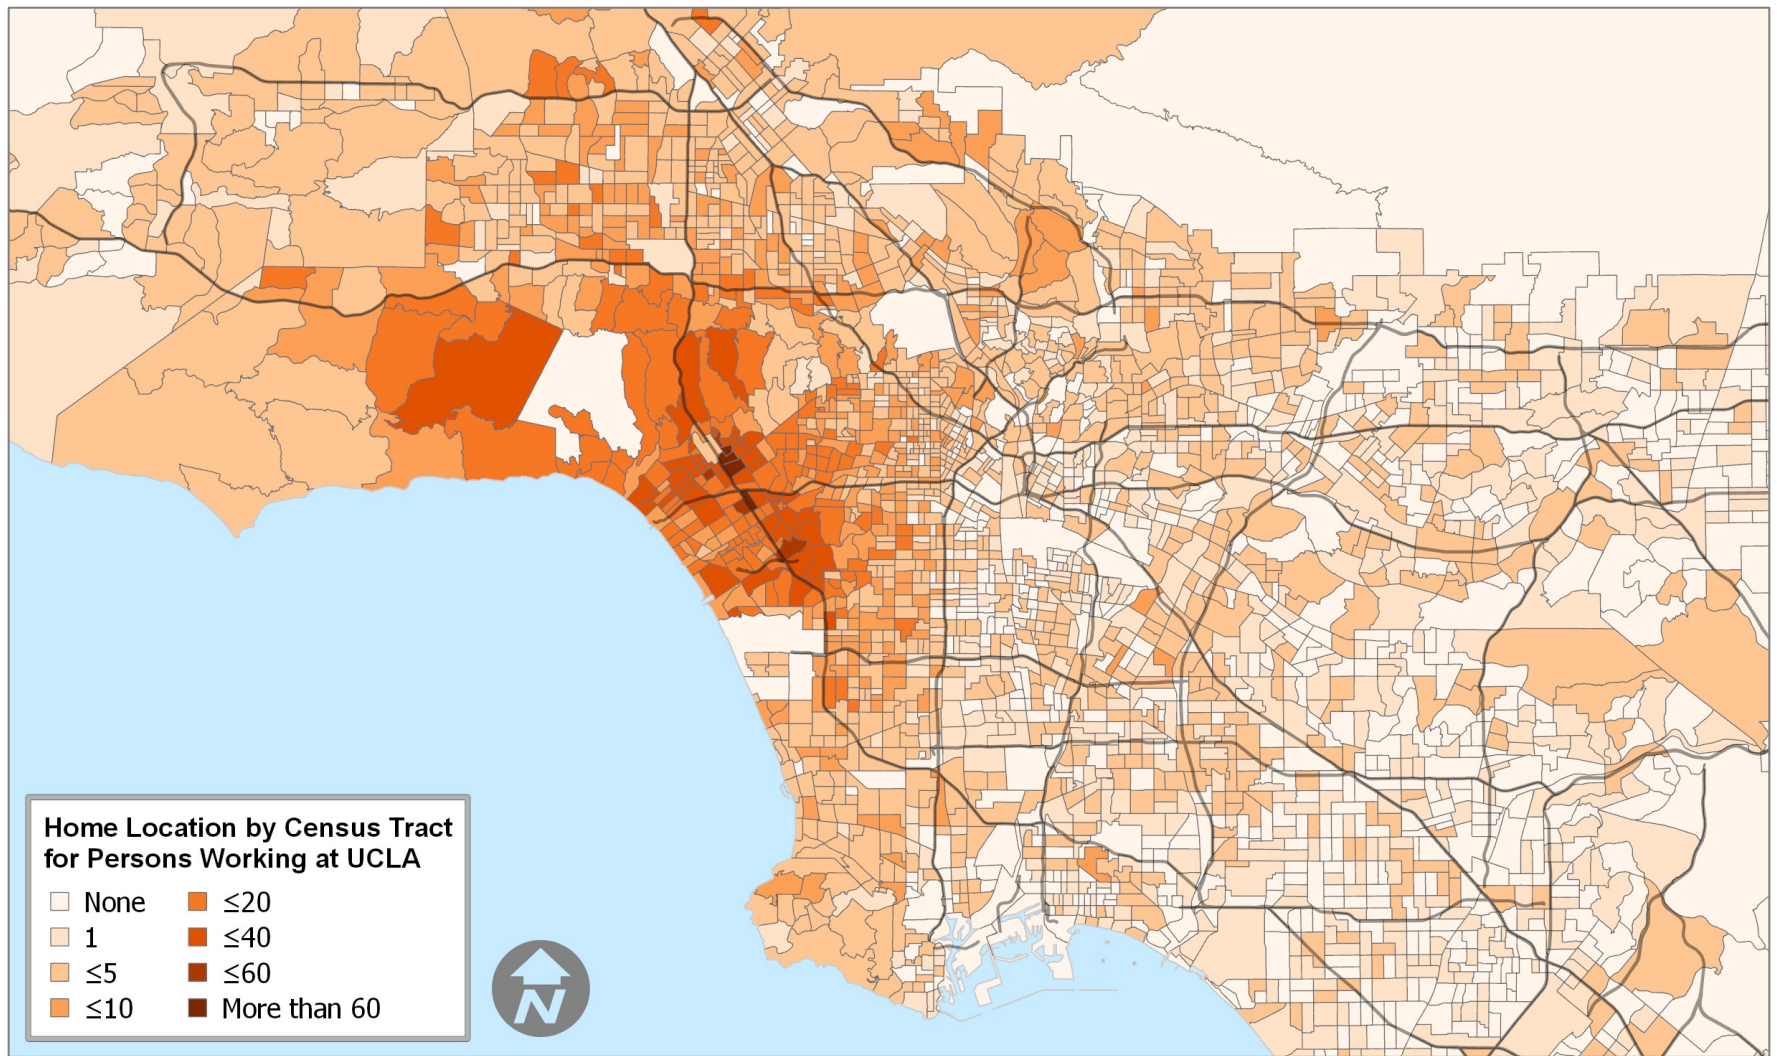 Home Location by Census Tract
for Persons Working at UCLA
None
1
≤5
≤10
≤20
≤40
≤60
More than 60
N